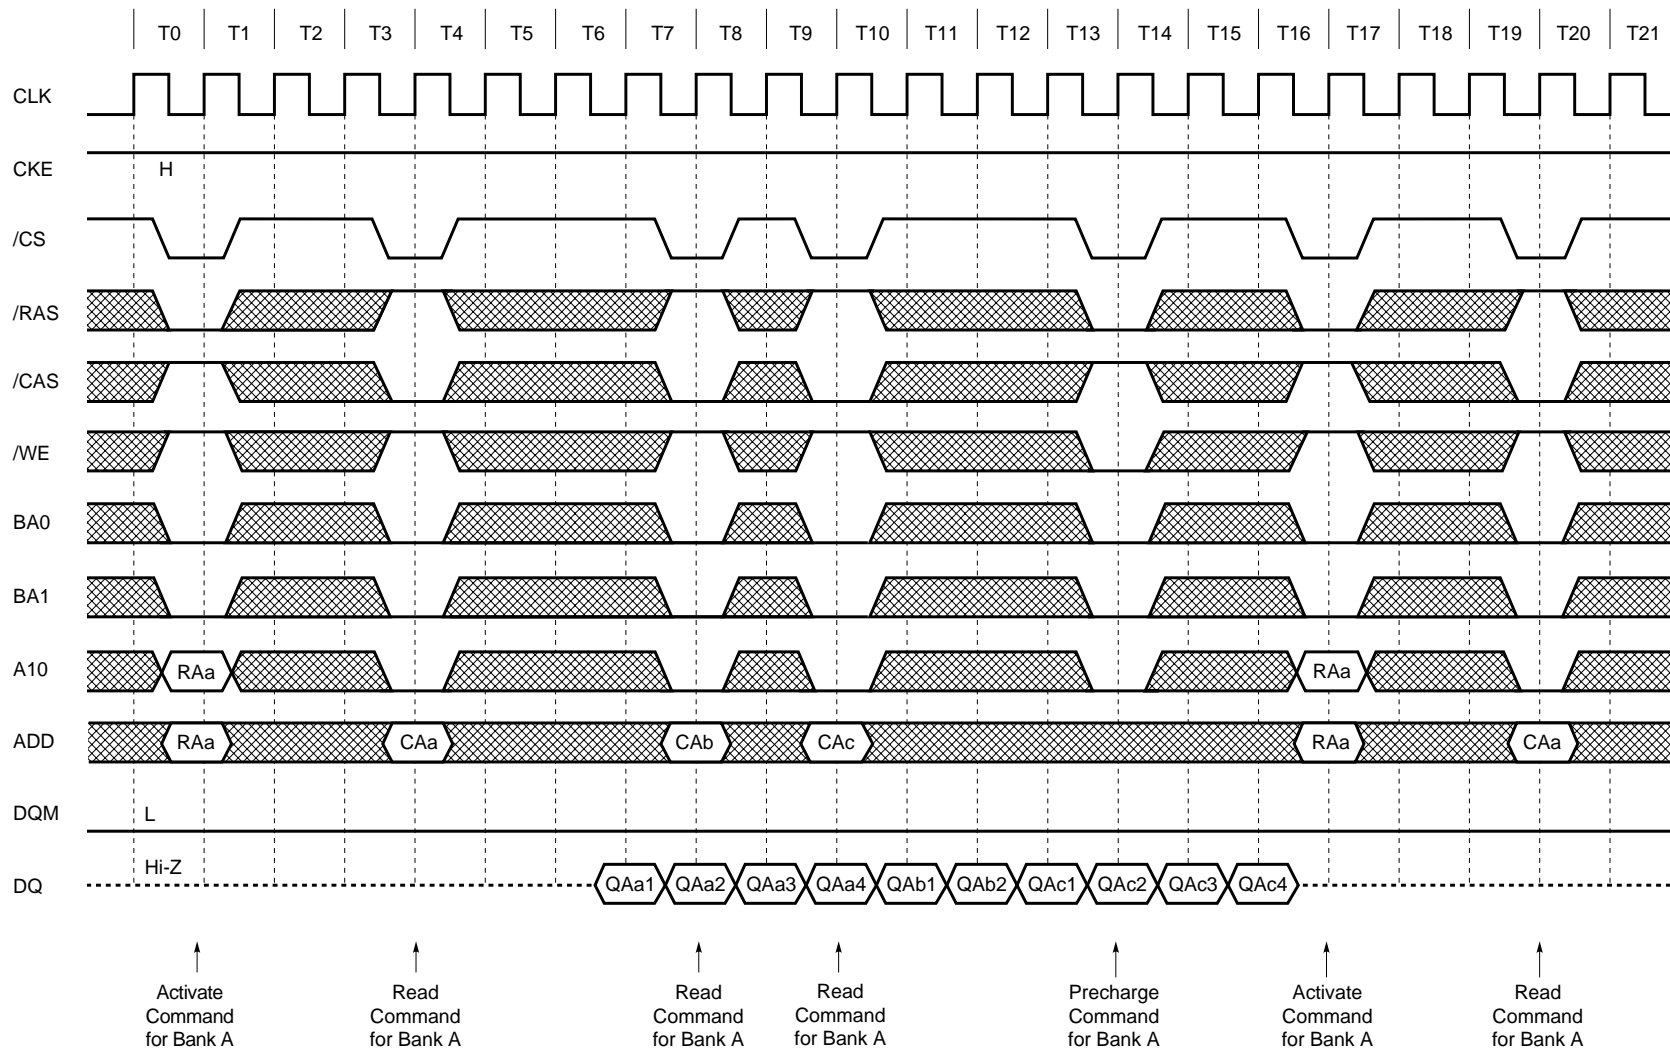 T0 T1 T2 T3 T4 T5 T6 T7 T8 T9 T10 T11 T12 T13 T14 T15 T16 T17 T18 T19 T20 T21
CLK
CKE H
/CS
/RAS
/CAS
/WE
BA0
BA1
A10 RAa RAa
ADD RAa CAa CAb CAc RAa CAa
DQM L
Hi-Z
DQ QAa1 QAa2 QAa3 QAa4 QAb1 QAb2 QAc1 QAc2 QAc3 QAc4
Activate
Command
for Bank A
Read
Command
for Bank A
Read
Command
for Bank A
Read
Command
for Bank A
Precharge
Command
for Bank A
Activate
Command
for Bank A
Read
Command
for Bank A